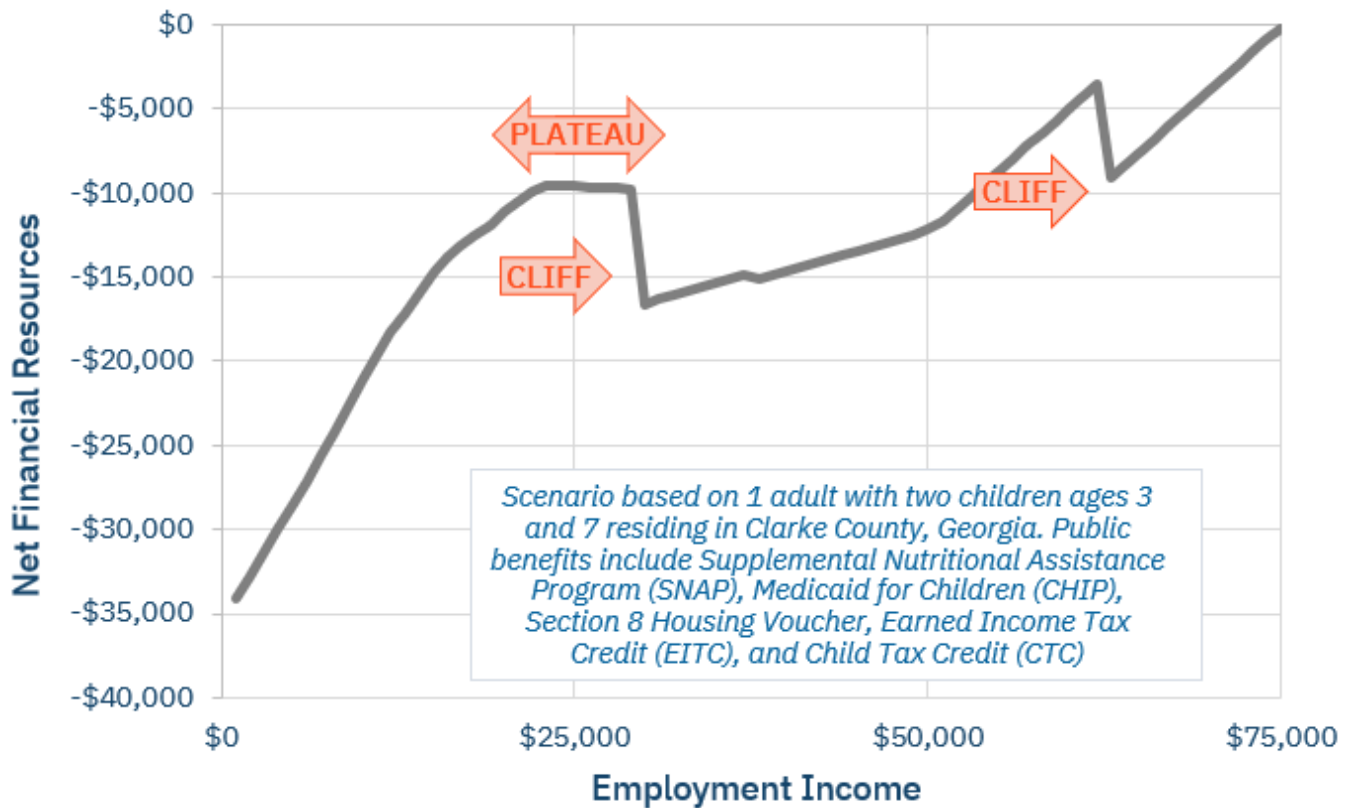 $0
-$5,000
-$10,000
-$15,000
-$20,000
-$25,000
-$30,000
-$35,000
-$40,000
Net Financial Resources
PLATEAU
CLIFF
CLIFF
Scenario based on 1 adult with two children ages 3
and 7 residing in Clarke County, Georgia. Public
benefits include Supplemental Nutritional Assistance
Program (SNAP), Medicaid for Children (CHIP),
Section 8 Housing Voucher, Earned Income Tax
Credit (EITC), and Child Tax Credit (CTC)
$0
$25,000
$50,000
$75,000
Employment Income